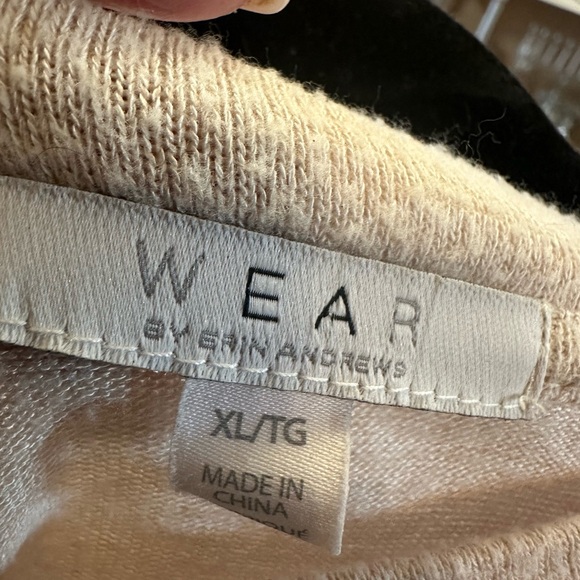 WEAR
BY ERIN ANDREWS
XL/TG
MADE IN
CHINA